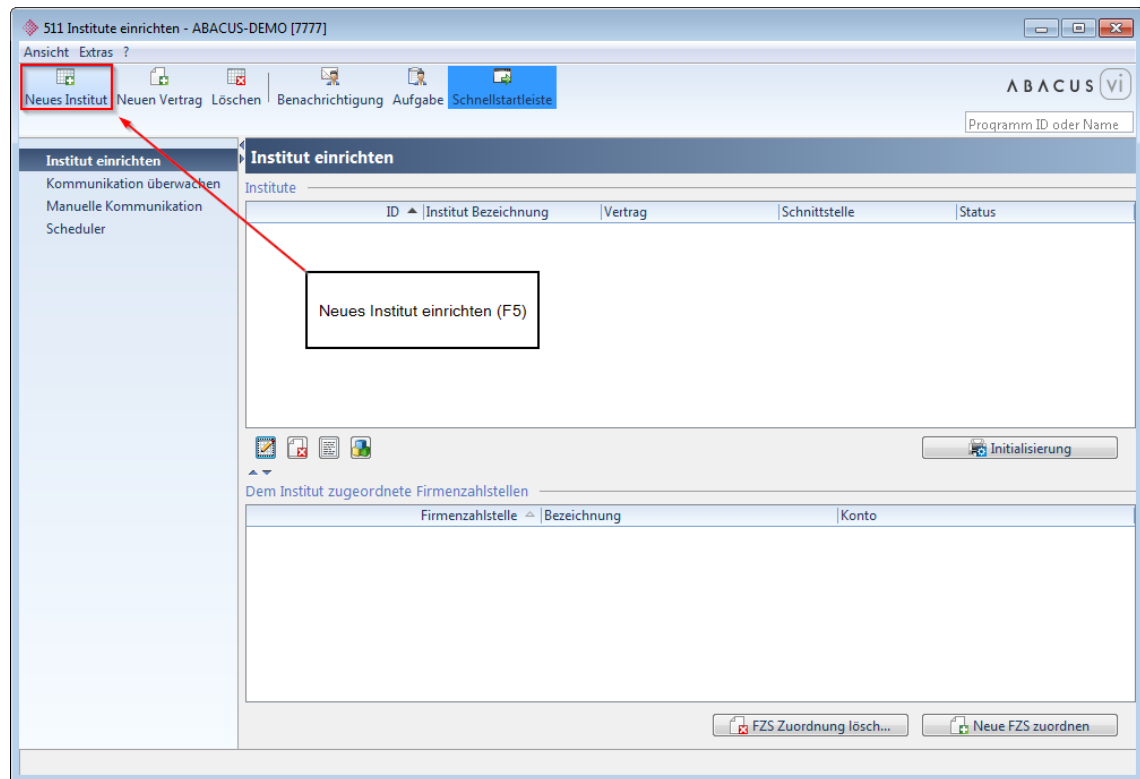 511 Institute einrichten - ABACUS-DEMO [7777]
Ansicht Extras ?
Neues Institut Neuen Vertrag Löschen Benachrichtigung Aufgabe Schnellstartleiste
ABACUS vi
Programm ID oder Name
Institut einrichten
Kommunikation überwachen
Manuelle Kommunikation
Scheduler
Institut einrichten
Institute
ID Institut Bezeichnung Vertrag Schnittstelle Status
Neues Institut einrichten (F5)
Initialisierung
Dem Institut zugeordnete Firmenzahlstellen
Firmenzahlstelle Bezeichnung Konto
FZS Zuordnung lösch... Neue FZS zuordnen